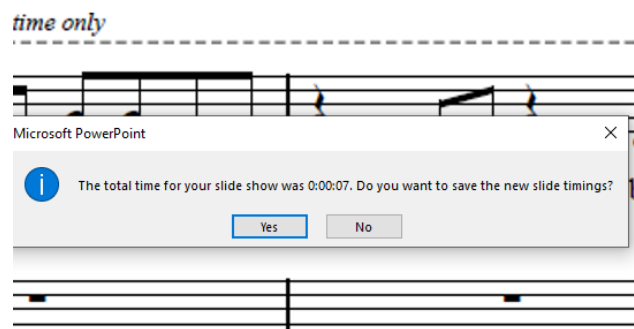 time only
Microsoft PowerPoint
The total time for your slide show was 0:00:07. Do you want to save the new slide timings?
Yes
No